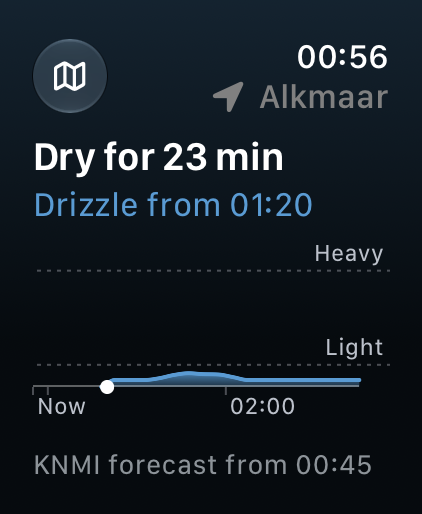 00:56
Alkmaar
Dry for 23 min
Drizzle from 01:20
Heavy
Light
Now 02:00
KNMI forecast from 00:45